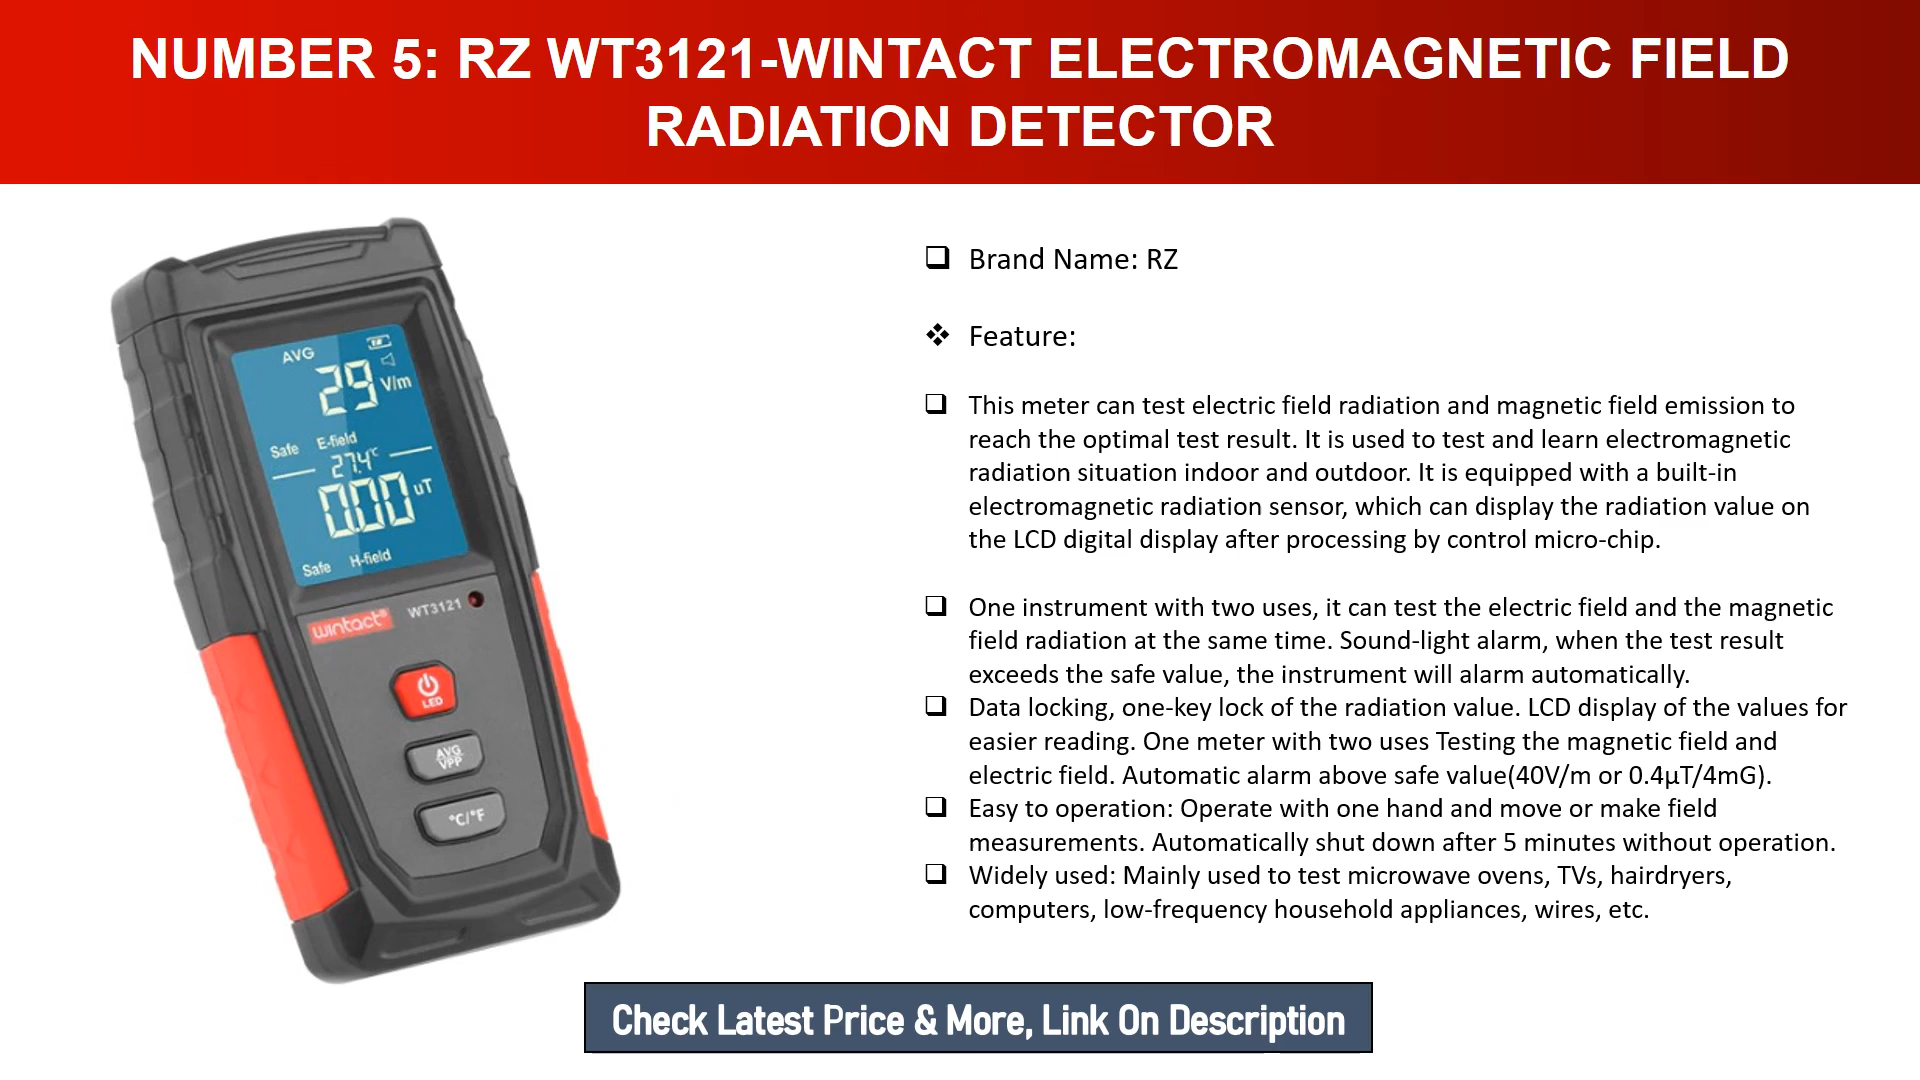 NUMBER 5: RZ WT3121-WINTACT ELECTROMAGNETIC FIELD
RADIATION DETECTOR
AVG
29 V/m
Safe E-field
27.4°C
0.00 uT
Safe H-field
wintact® WT3121
LED
AVG
VPP
°C/°F
Brand Name: RZ
Feature:
This meter can test electric field radiation and magnetic field emission to
reach the optimal test result. It is used to test and learn electromagnetic
radiation situation indoor and outdoor. It is equipped with a built-in
electromagnetic radiation sensor, which can display the radiation value on
the LCD digital display after processing by control micro-chip.
One instrument with two uses, it can test the electric field and the magnetic
field radiation at the same time. Sound-light alarm, when the test result
exceeds the safe value, the instrument will alarm automatically.
Data locking, one-key lock of the radiation value. LCD display of the values for
easier reading. One meter with two uses Testing the magnetic field and
electric field. Automatic alarm above safe value(40V/m or 0.4μT/4mG).
Easy to operation: Operate with one hand and move or make field
measurements. Automatically shut down after 5 minutes without operation.
Widely used: Mainly used to test microwave ovens, TVs, hairdryers,
computers, low-frequency household appliances, wires, etc.
Check Latest Price & More, Link On Description